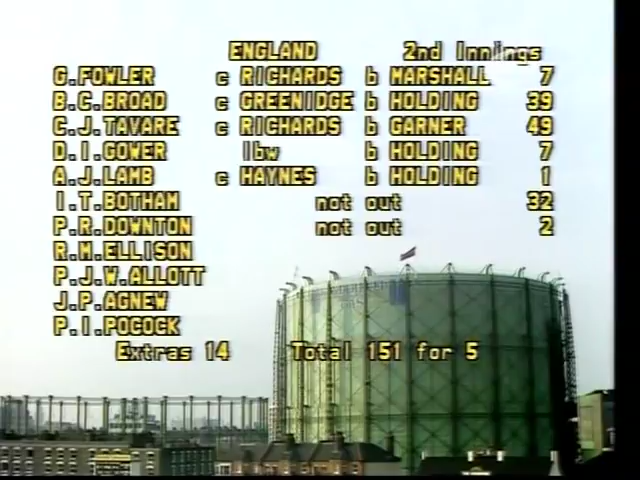 ENGLAND 2nd Innings
G.FOWLER c RICHARDS b MARSHALL 7
B.C.BROAD c GREENIDGE b HOLDING 39
C.J.TAVARE c RICHARDS b GARNER 49
D.I.GOWER lbw b HOLDING 7
A.J.LAMB c HAYNES b HOLDING 1
I.T.BOTHAM not out 32
P.R.DOWNTON not out 2
R.M.ELLISON
P.J.W.ALLOTT
J.P.AGNEW
P.I.POCOCK
Extras 14 Total 151 for 5